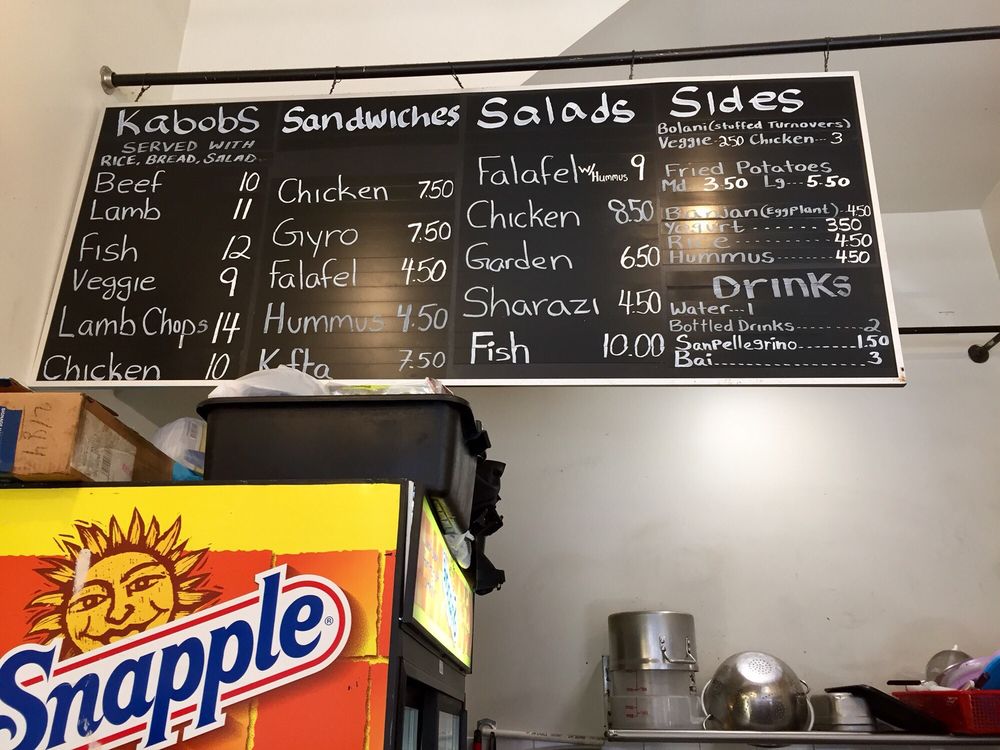 Kabobs
SERVED WITH
RICE, BREAD, SALAD
Beef 10
Lamb 11
Fish 12
Veggie 9
Lamb Chops 14
Chicken 10
Sandwiches
Chicken 7.50
Gyro 7.50
Falafel 4.50
Hummus 4.50
Kofta 7.50
Salads
Falafel w/Hummus 9
Chicken 8.50
Garden 6.50
Sharazi 4.50
Fish 10.00
Sides
Bolani (stuffed Turnovers)
Veggie-2.50 Chicken--3
Fried Potatoes
Md 3.50 Lg---5.50
Banjan (EggPlant)-4.50
Yogurt ---------- 3.50
Rice ---------- 4.50
Hummus -------- 4.50
Drinks
Water--1
Bottled Drinks---------2
SanPellegrino--------1.50
Bai------------------3
2/84
Snapple®